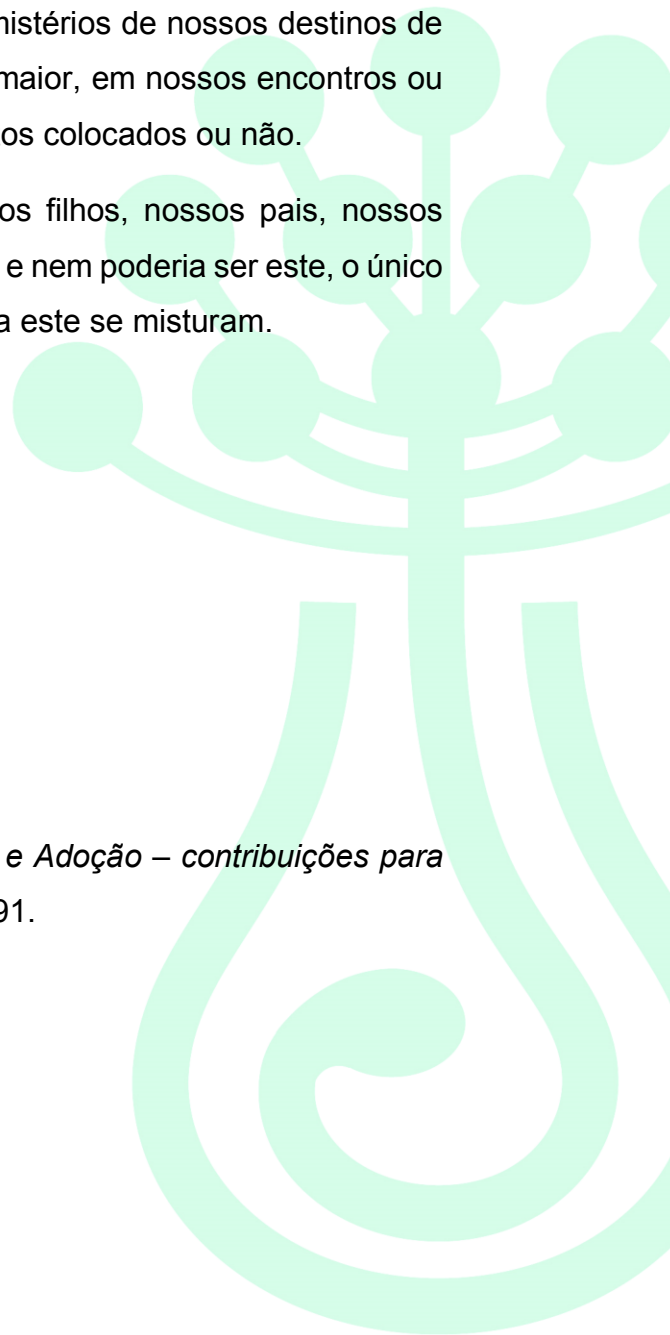 mistérios de nossos destinos de
maior, em nossos encontros ou
os colocados ou não.
os filhos, nossos pais, nossos
e nem poderia ser este, o único
a este se misturam.
e Adoção – contribuições para
91.